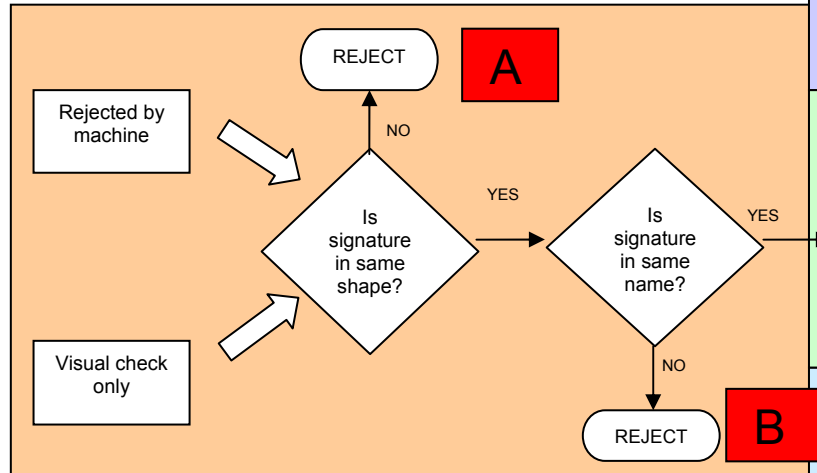 REJECT
A
Rejected by
machine
NO
Is
signature
in same
shape?
YES
Is
signature
in same
name?
YES
Visual check
only
NO
REJECT
B